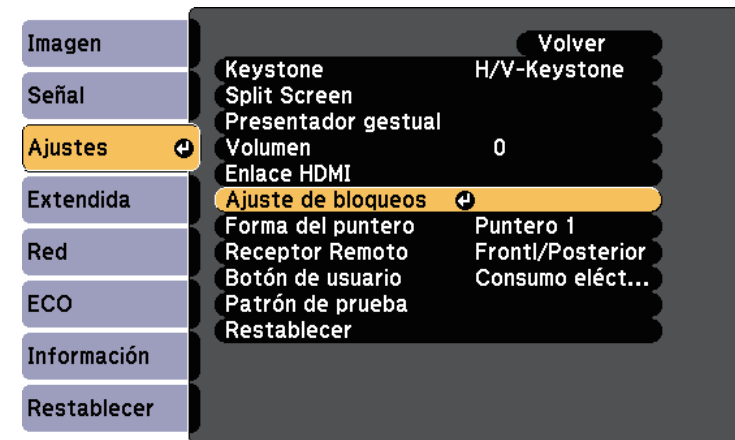 Imagen
Señal
Ajustes
Extendida
Red
ECO
Información
Restablecer
Volver
Keystone H/V-Keystone
Split Screen
Presentador gestual
Volumen 0
Enlace HDMI
Ajuste de bloqueos
Forma del puntero Puntero 1
Receptor Remoto Frontl/Posterior
Botón de usuario Consumo eléct...
Patrón de prueba
Restablecer